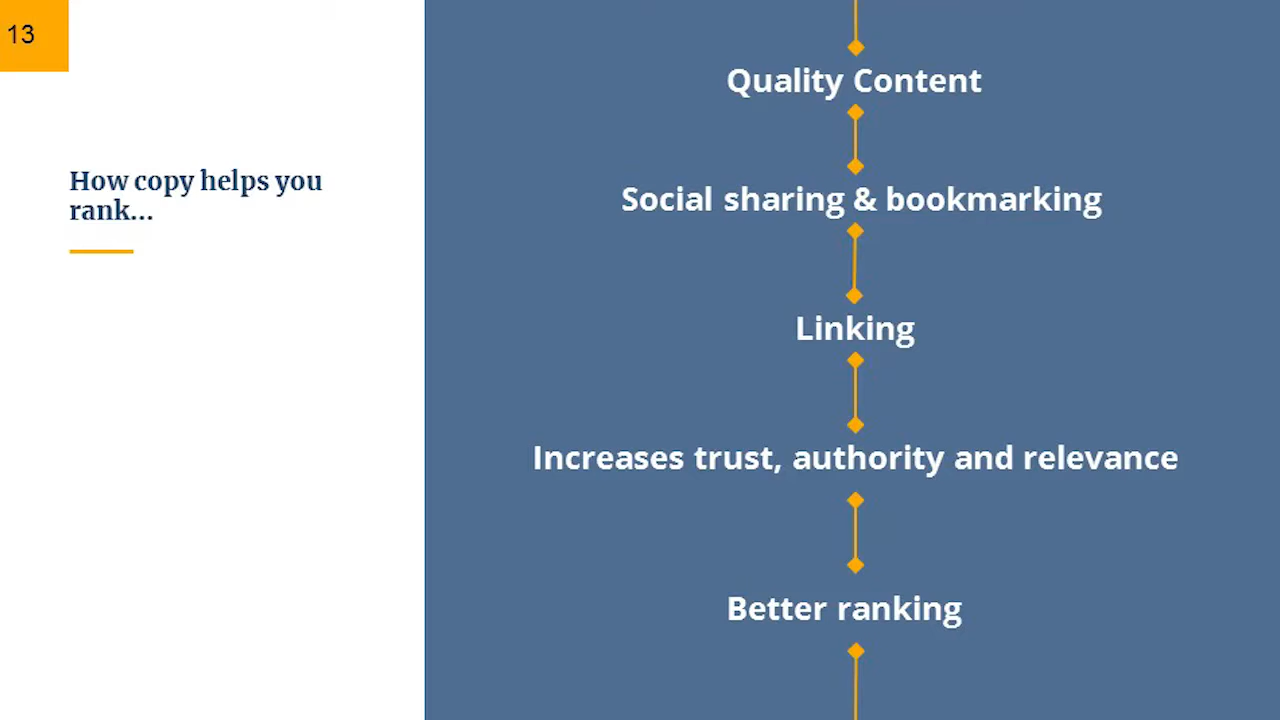 13
How copy helps you
rank...
Quality Content
Social sharing & bookmarking
Linking
Increases trust, authority and relevance
Better ranking